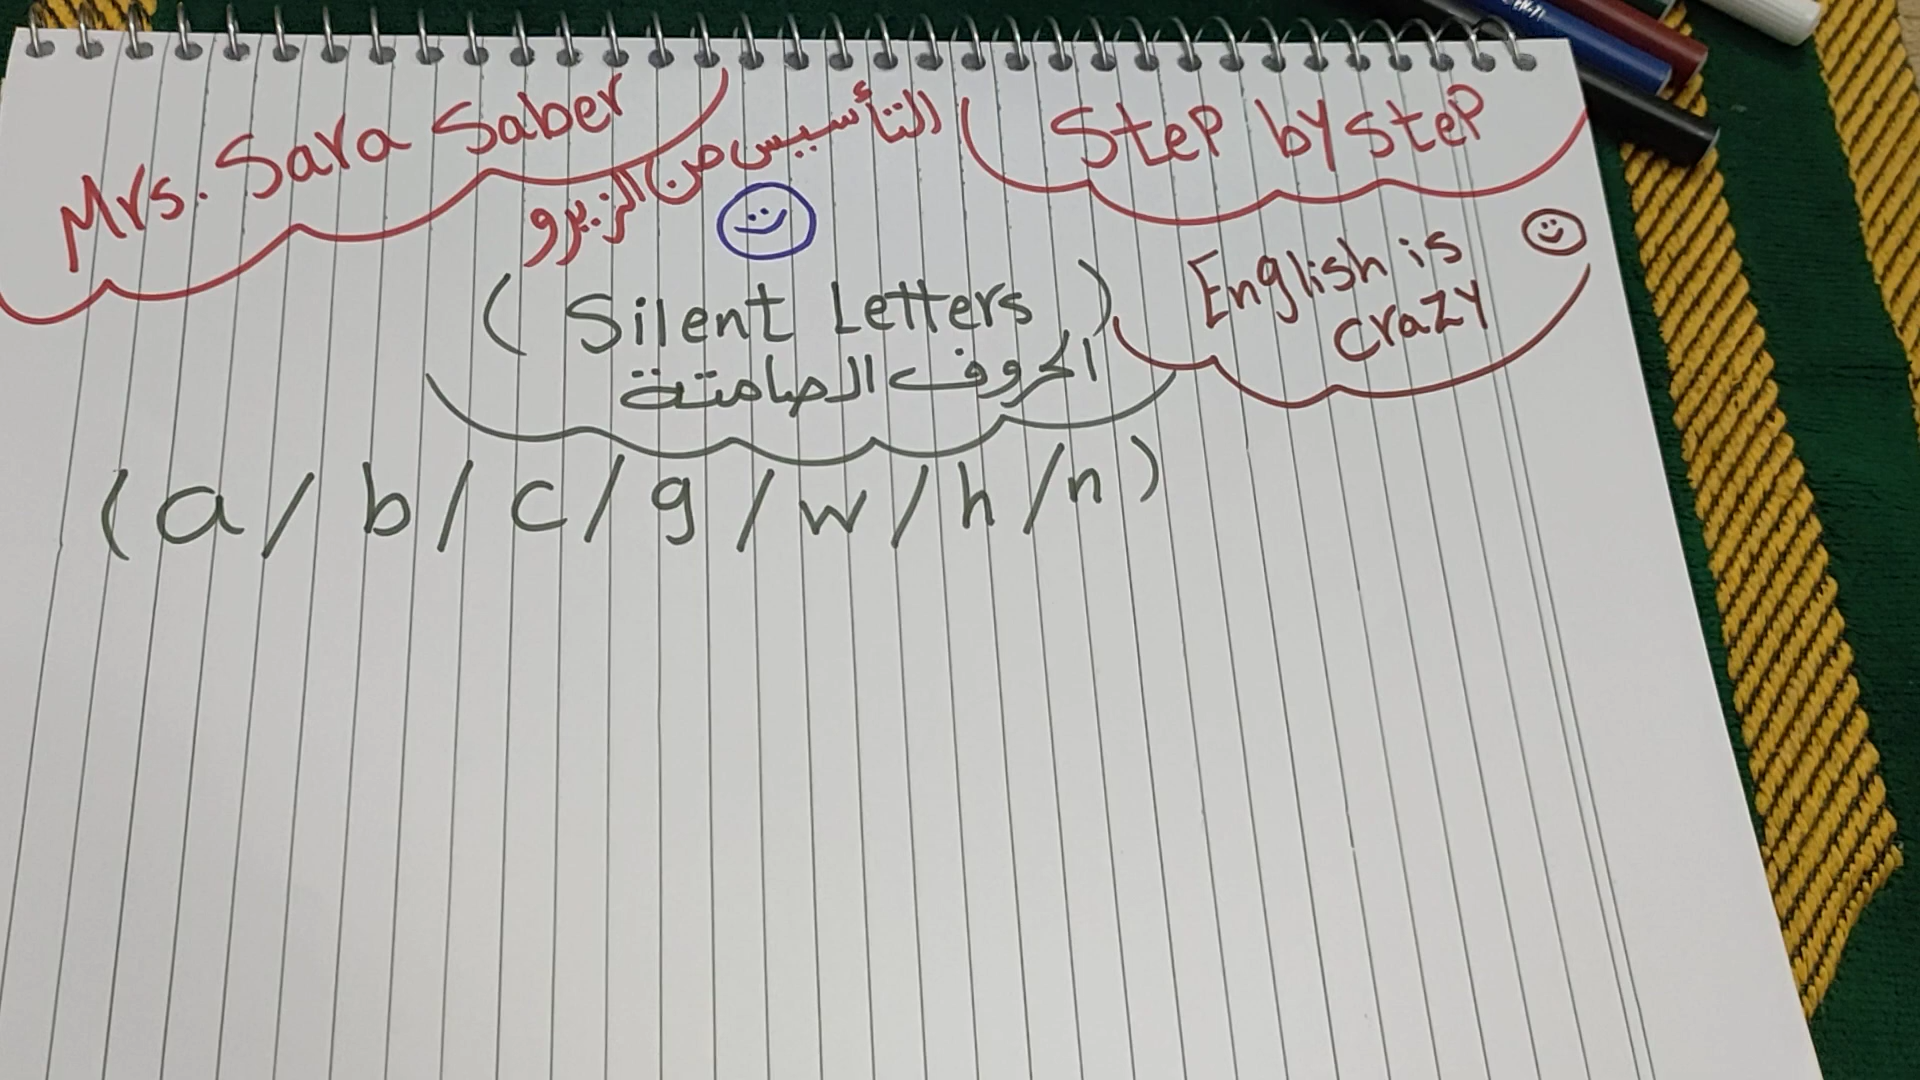 Mrs. Sara Saber
التأسيس من الزيرو
Step by step
English is
crazy
( Silent Letters )
الحروف الصامتة
( a / b / c / g / w / h / n )